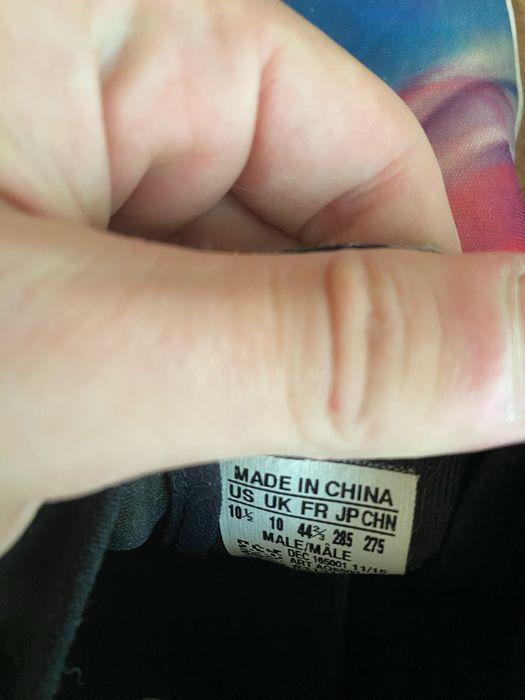 MADE IN CHINA
US UK FR JP CHN
10½ 10 44⅔ 285 275
MALE/MÂLE
DEC 165001 11/15
ART